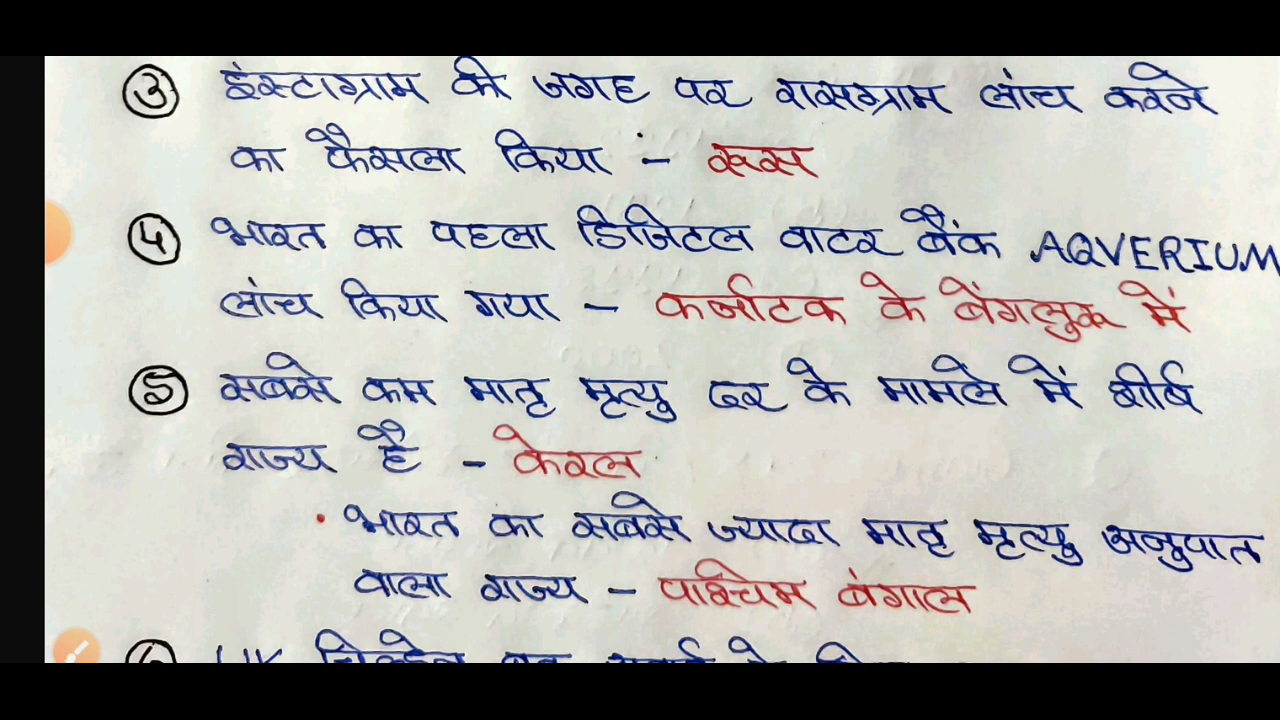 ③ इंस्टाग्राम की जगह पर रासग्राम लांच करने
का फैसला किया :- रूस
④ भारत का पहला डिजिटल वाटर बैंक AQVERIUM
लांच किया गया - कर्नाटक के बेंगलुरू में
⑤ सबसे कम मातृ मृत्यु दर के मामले में शीर्ष
राज्य है - केरल
• भारत का सबसे ज्यादा मातृ मृत्यु अनुपात
वाला राज्य - पश्चिम बंगाल